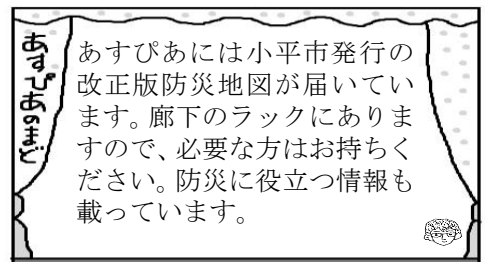 あすぴあのまど
あすぴあには小平市発行の
改正版防災地図が届いてい
ます。廊下のラックにありま
すので、必要な方はお持ちく
ださい。防災に役立つ情報も
載っています。